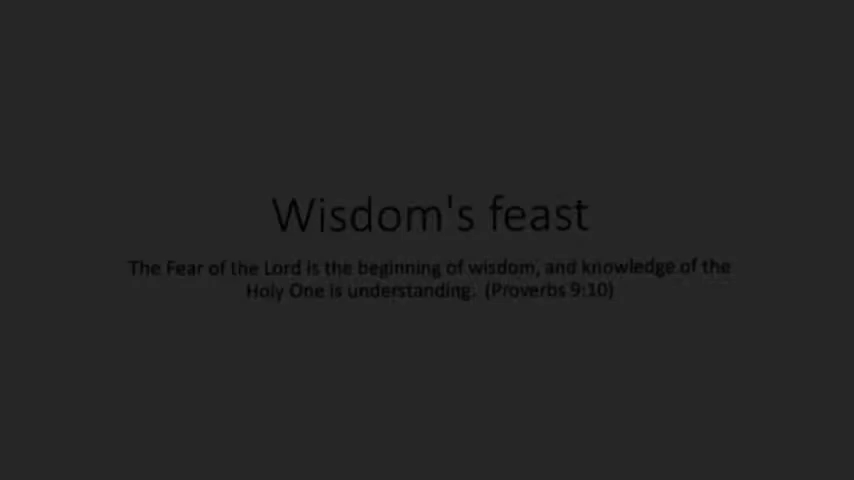 Wisdom's feast
The Fear of the Lord is the beginning of wisdom, and knowledge of the
Holy One is understanding. (Proverbs 9:10)